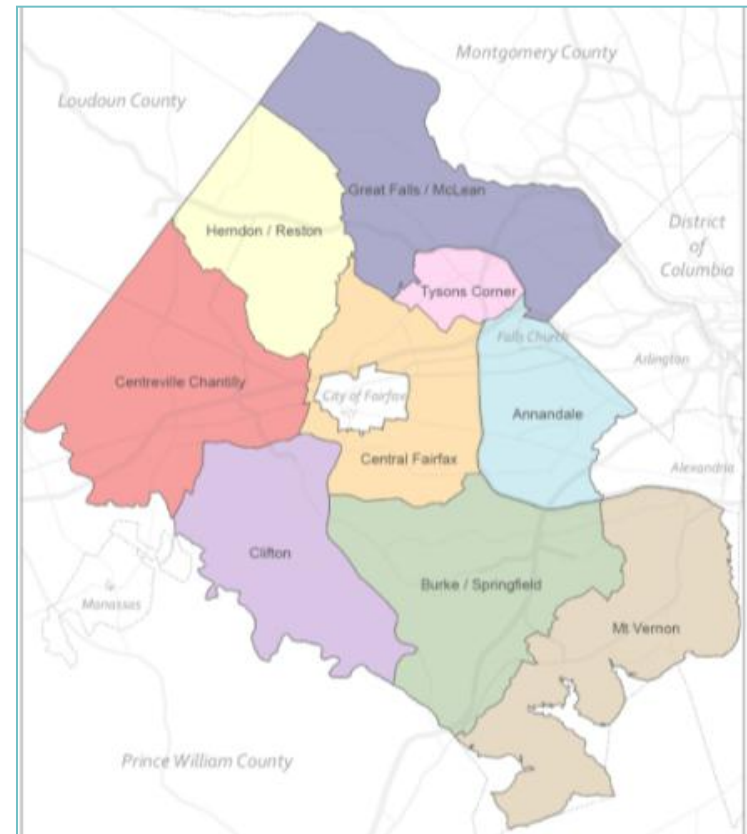 Montgomery County
Loudoun County
Great Falls / McLean
District
of
Columbia
Herndon / Reston
Tysons Corner
Falls Church
Arlington
Centreville Chantilly
City of Fairfax
Annandale
Central Fairfax
Alexandria
Clifton
Burke / Springfield
Manassas
Mt Vernon
Prince William County